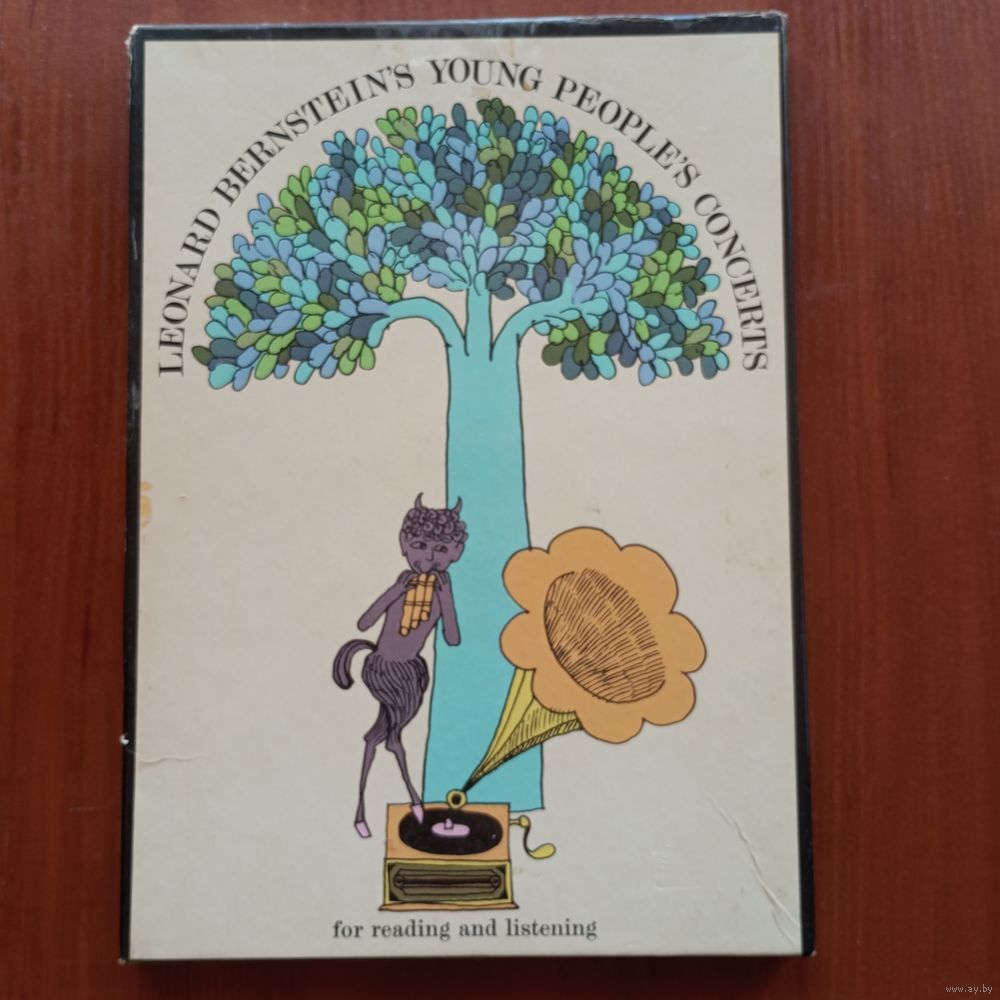 LEONARD BERNSTEIN'S YOUNG PEOPLE'S CONCERTS
for reading and listening
www.ay.by